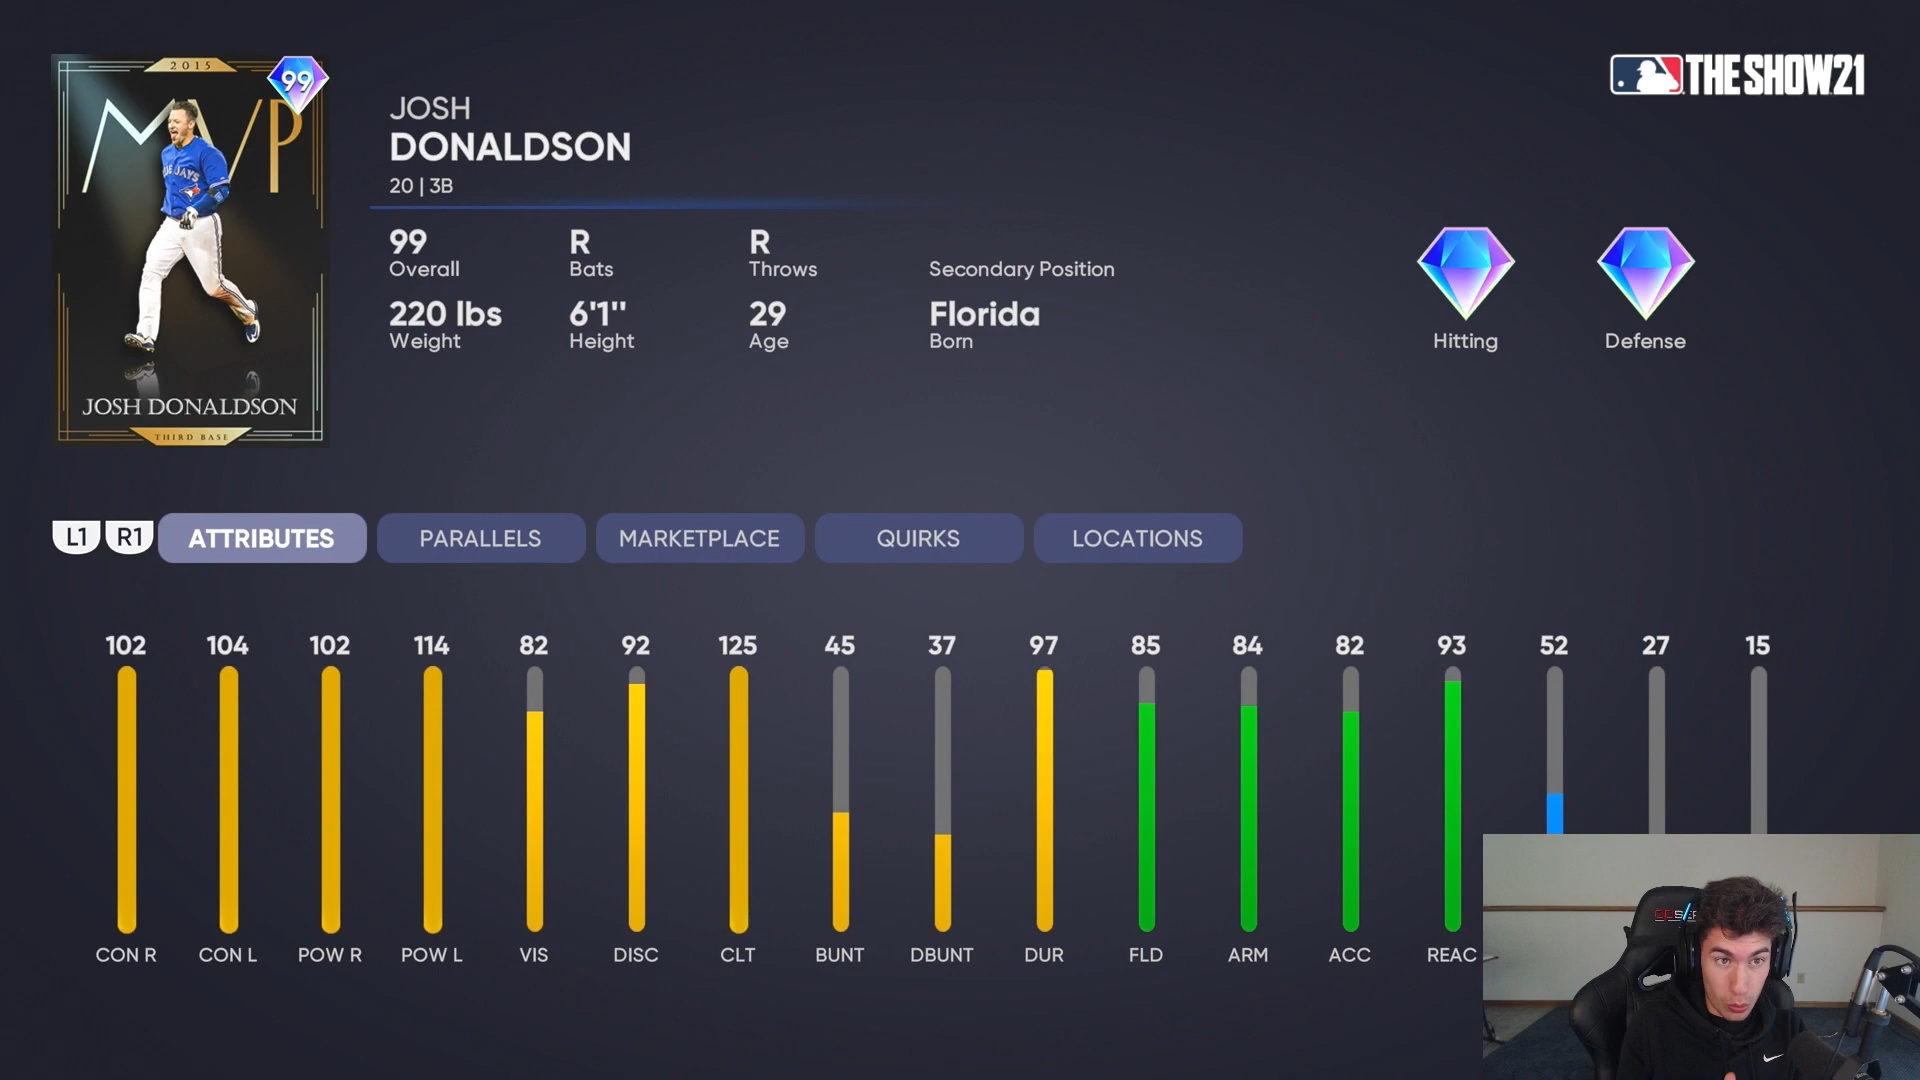 2015
99
MVP
JOSH DONALDSON
THIRD BASE
BLUE JAYS
JOSH
DONALDSON
20 | 3B
99
Overall
R
Bats
R
Throws
Secondary Position
220 lbs
Weight
6'1"
Height
29
Age
Florida
Born
MLB THE SHOW 21
Hitting
Defense
L1 R1 ATTRIBUTES PARALLELS MARKETPLACE QUIRKS LOCATIONS
102 104 102 114 82 92 125 45 37 97 85 84 82 93 52 27 15
CON R CON L POW R POW L VIS DISC CLT BUNT DBUNT DUR FLD ARM ACC REAC